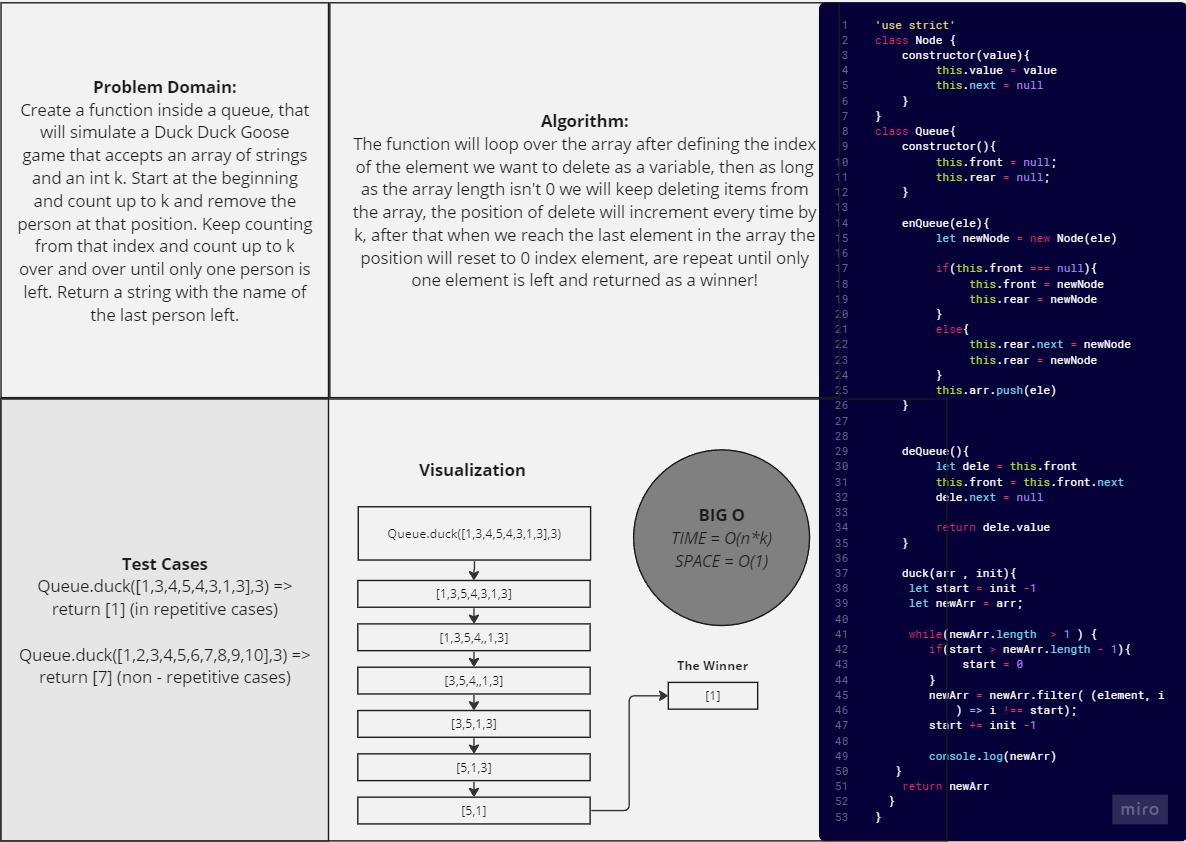 Problem Domain:
Create a function inside a queue, that
will simulate a Duck Duck Goose
game that accepts an array of strings
and an int k. Start at the beginning
and count up to k and remove the
person at that position. Keep counting
from that index and count up to k
over and over until only one person is
left. Return a string with the name of
the last person left.
Algorithm:
The function will loop over the array after defining the index
of the element we want to delete as a variable, then as long
as the array length isn't 0 we will keep deleting items from
the array, the position of delete will increment every time by
k, after that when we reach the last element in the array the
position will reset to 0 index element, are repeat until only
one element is left and returned as a winner!
Test Cases
Queue.duck([1,3,4,5,4,3,1,3],3) =>
return [1] (in repetitive cases)
Queue.duck([1,2,3,4,5,6,7,8,9,10],3) =>
return [7] (non - repetitive cases)
Visualization
Queue.duck([1,3,4,5,4,3,1,3],3)
[1,3,5,4,3,1,3]
[1,3,5,4,,1,3]
[3,5,4,,1,3]
[3,5,1,3]
[5,1,3]
[5,1]
BIG O
TIME = O(n*k)
SPACE = O(1)
The Winner
[1]
1 'use strict'
2 class Node {
3 constructor(value){
4 this.value = value
5 this.next = null
6 }
7 }
8 class Queue{
9 constructor(){
10 this.front = null;
11 this.rear = null;
12 }
13
14 enQueue(ele){
15 let newNode = new Node(ele)
16
17 if(this.front === null){
18 this.front = newNode
19 this.rear = newNode
20 }
21 else{
22 this.rear.next = newNode
23 this.rear = newNode
24 }
25 this.arr.push(ele)
26 }
27
28
29 deQueue(){
30 let dele = this.front
31 this.front = this.front.next
32 dele.next = null
33
34 return dele.value
35 }
36
37 duck(arr , init){
38 let start = init -1
39 let newArr = arr;
40
41 while(newArr.length > 1 ) {
42 if(start > newArr.length - 1){
43 start = 0
44 }
45 newArr = newArr.filter( (element, i
46 ) => i !== start);
47 start += init -1
48
49 console.log(newArr)
50 }
51 return newArr
52 }
53 }
miro